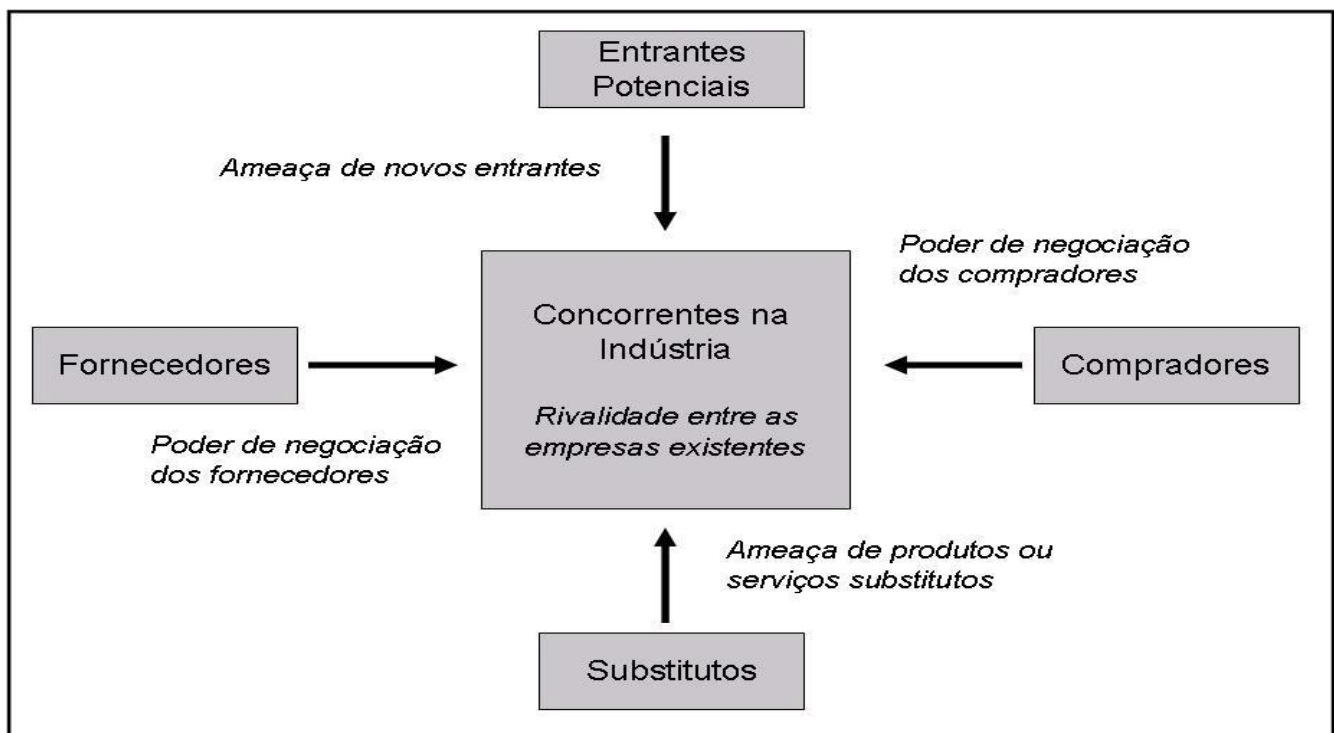 Entrantes
Potenciais
Ameaça de novos entrantes
Poder de negociação
dos compradores
Concorrentes na
Indústria
Rivalidade entre as
empresas existentes
Fornecedores
Compradores
Poder de negociação
dos fornecedores
Ameaça de produtos ou
serviços substitutos
Substitutos